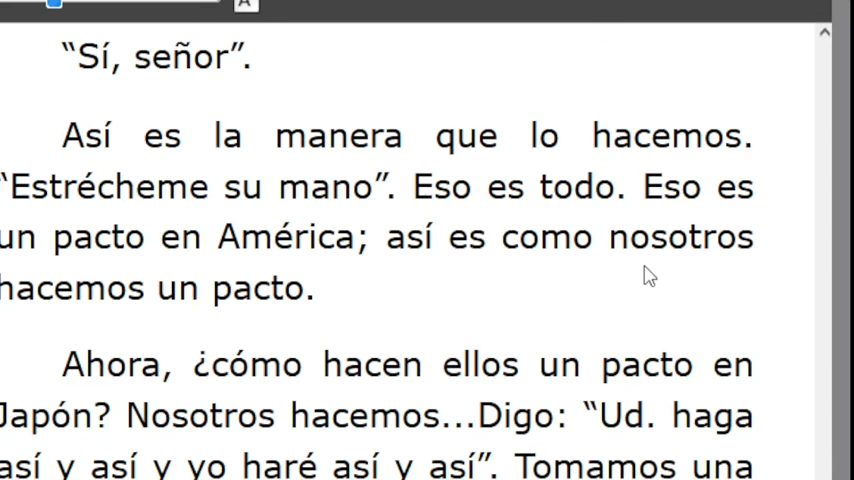 A
“Sí, señor”.
Así es la manera que lo hacemos.
“Estrécheme su mano”. Eso es todo. Eso es
un pacto en América; así es como nosotros
hacemos un pacto.
Ahora, ¿cómo hacen ellos un pacto en
Japón? Nosotros hacemos...Digo: “Ud. haga
así y así y yo haré así y así”. Tomamos una